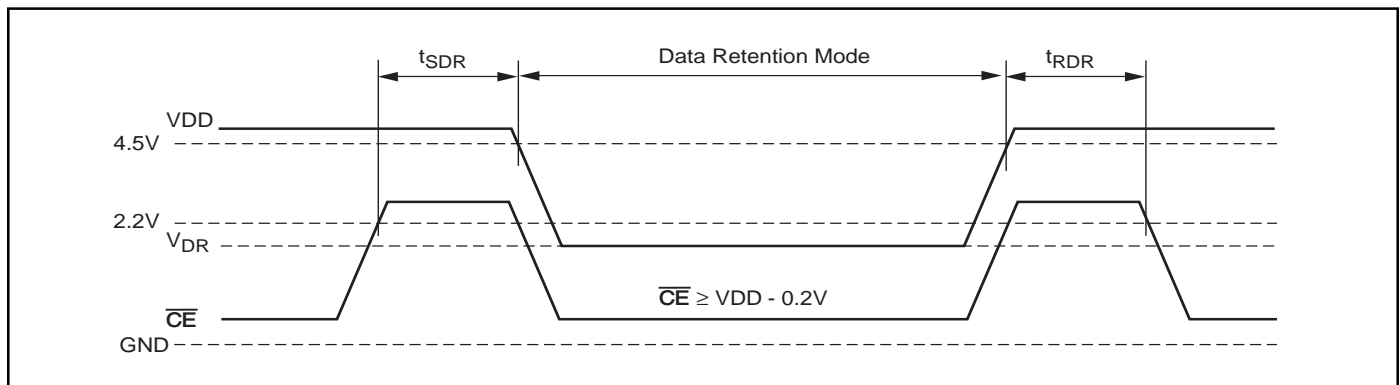 tSDR
Data Retention Mode
tRDR
VDD
4.5V
2.2V
VDR
CE ≥ VDD - 0.2V
CE
GND